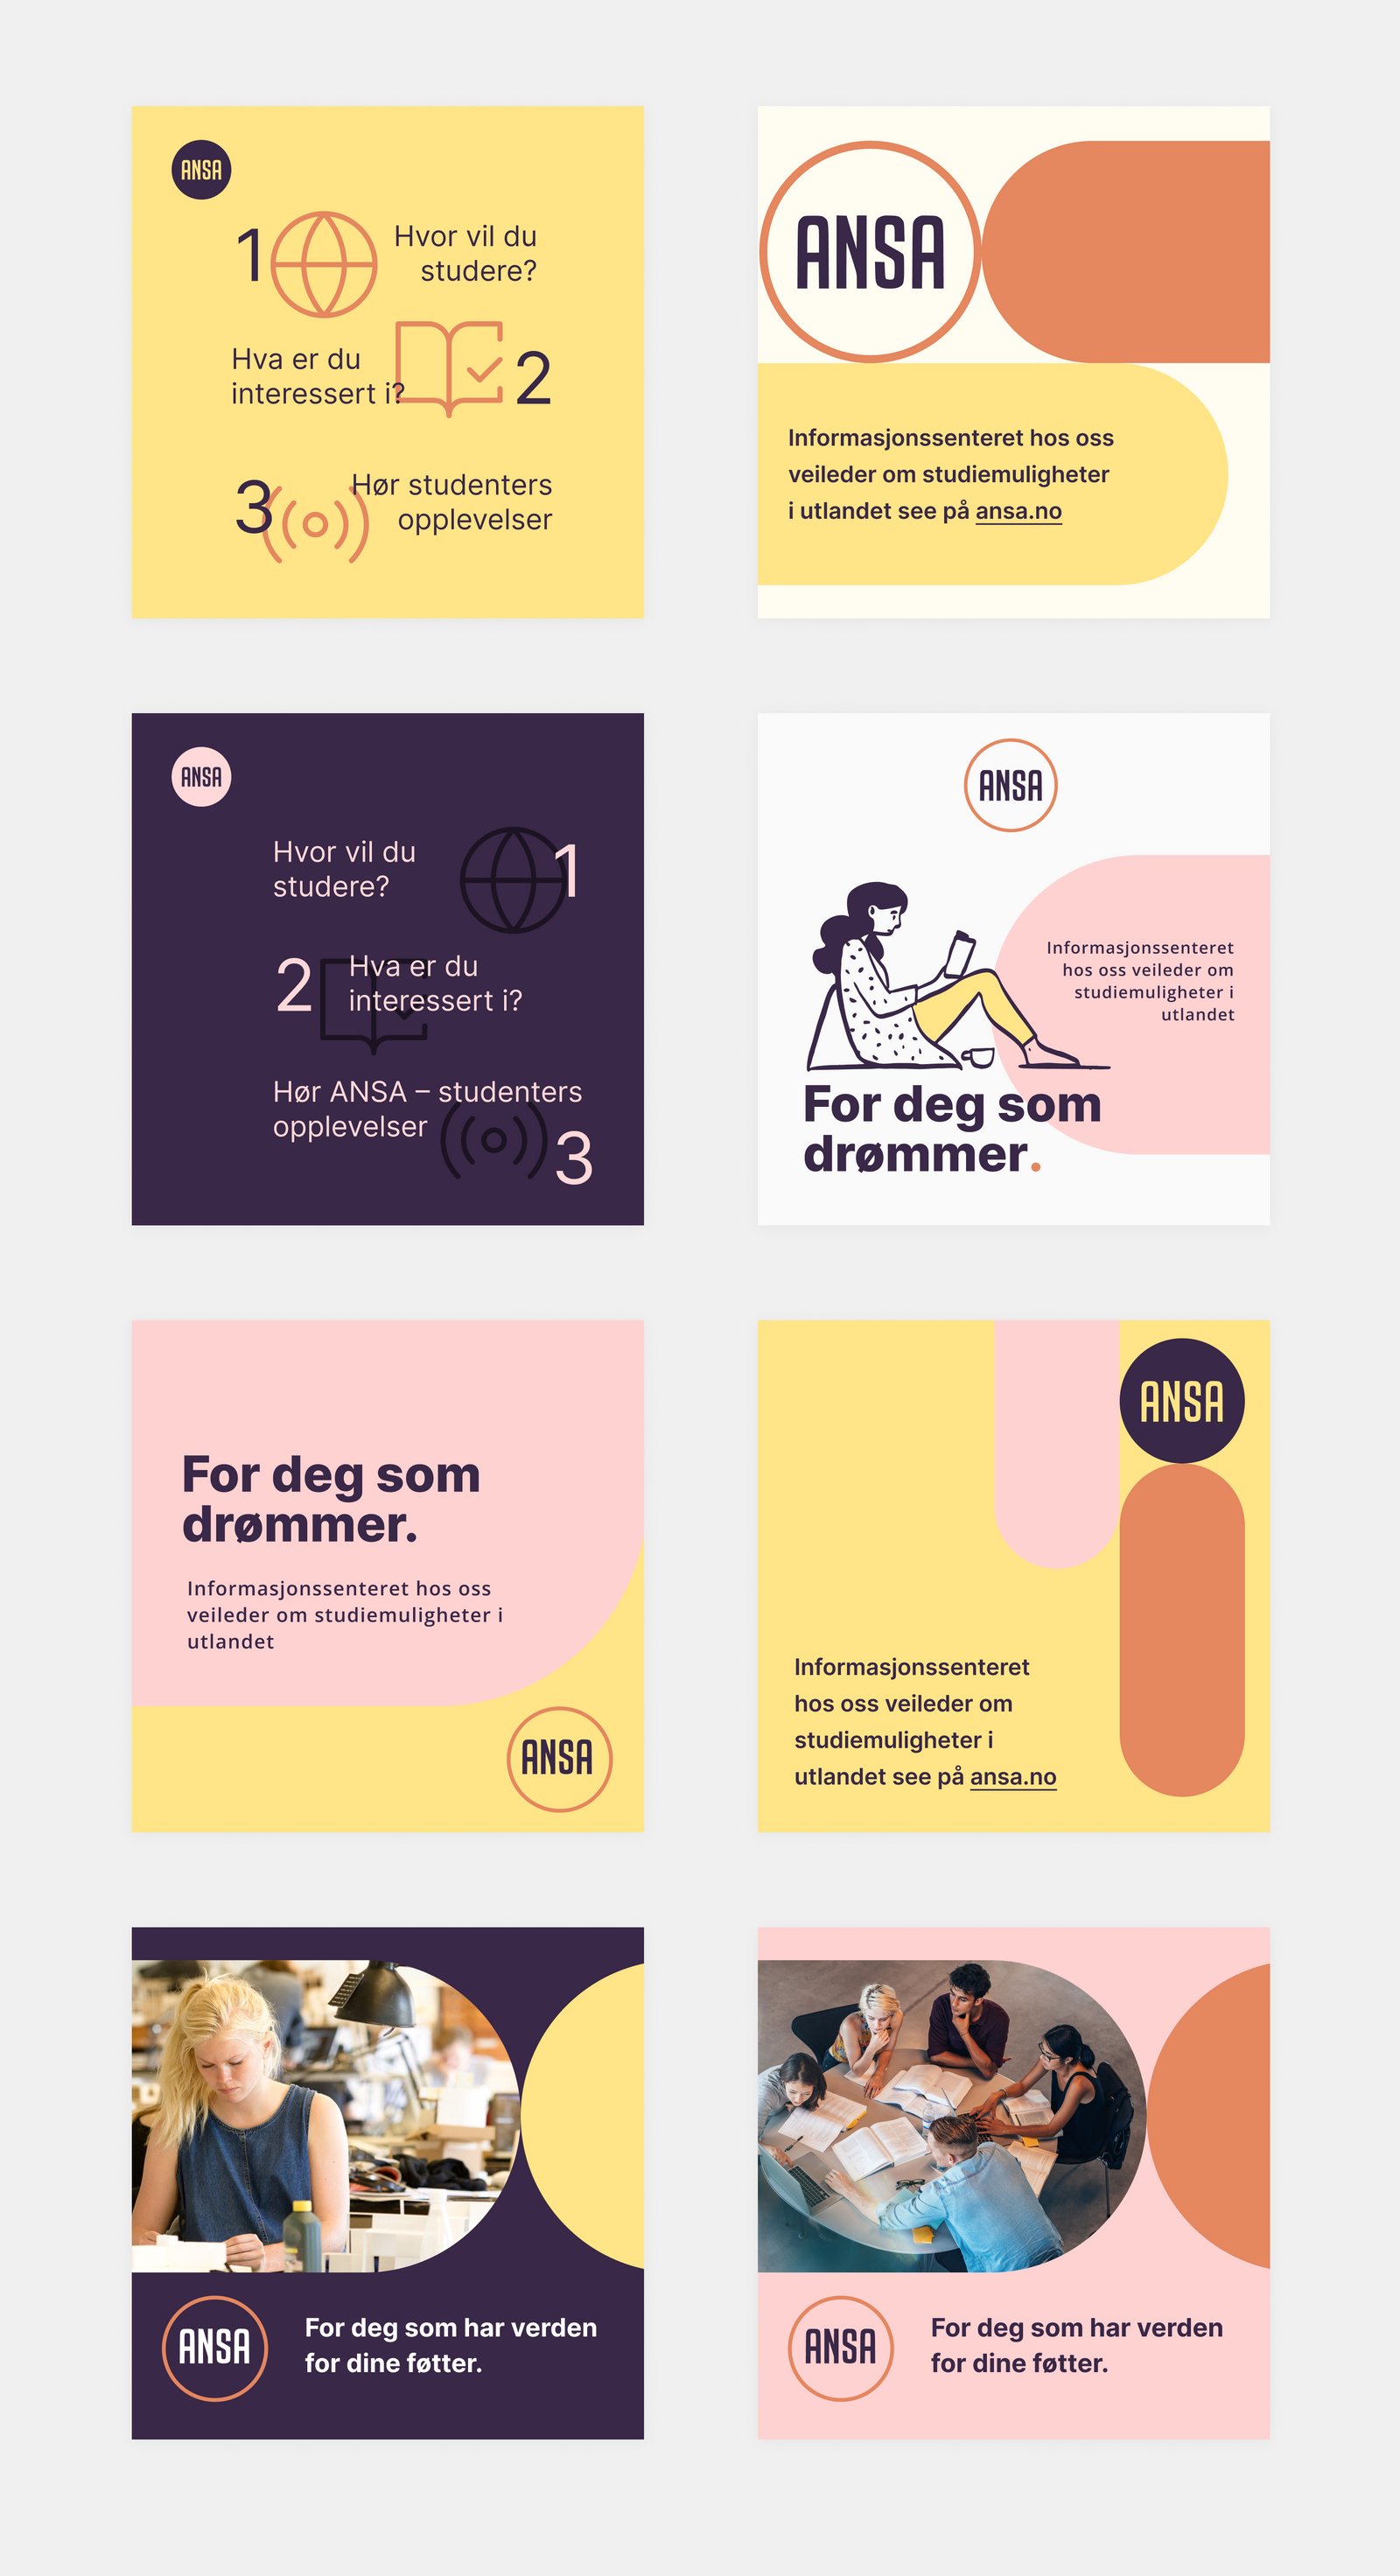 ANSA
1
Hvor vil du
studere?
Hva er du
interessert i?
2
3
Hør studenters
opplevelser
ANSA
Informasjonssenteret hos oss
veileder om studiemuligheter
i utlandet see på ansa.no
ANSA
Hvor vil du
studere?
1
2
Hva er du
interessert i?
Hør ANSA – studenters
opplevelser
3
ANSA
Informasjonssenteret
hos oss veileder om
studiemuligheter i
utlandet
For deg som
drømmer.
For deg som
drømmer.
Informasjonssenteret hos oss
veileder om studiemuligheter i
utlandet
ANSA
ANSA
Informasjonssenteret
hos oss veileder om
studiemuligheter i
utlandet see på ansa.no
ANSA
For deg som har verden
for dine føtter.
ANSA
For deg som har verden
for dine føtter.